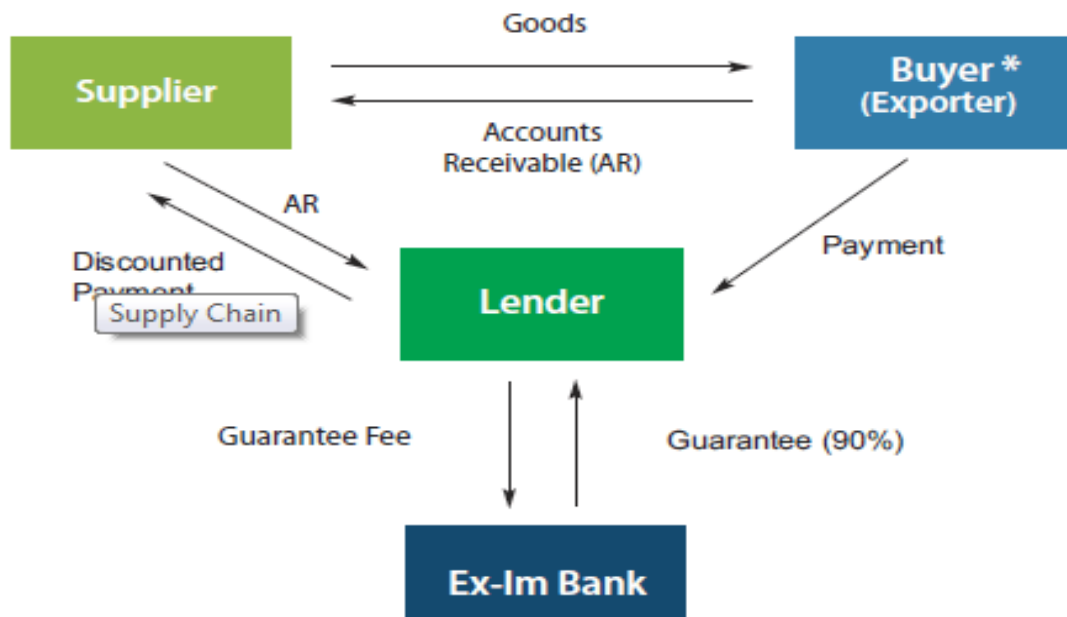 Goods
Supplier
Buyer *
(Exporter)
Accounts
Receivable (AR)
AR
Payment
Discounted
Payment
Supply Chain
Lender
Guarantee Fee
Guarantee (90%)
Ex-Im Bank